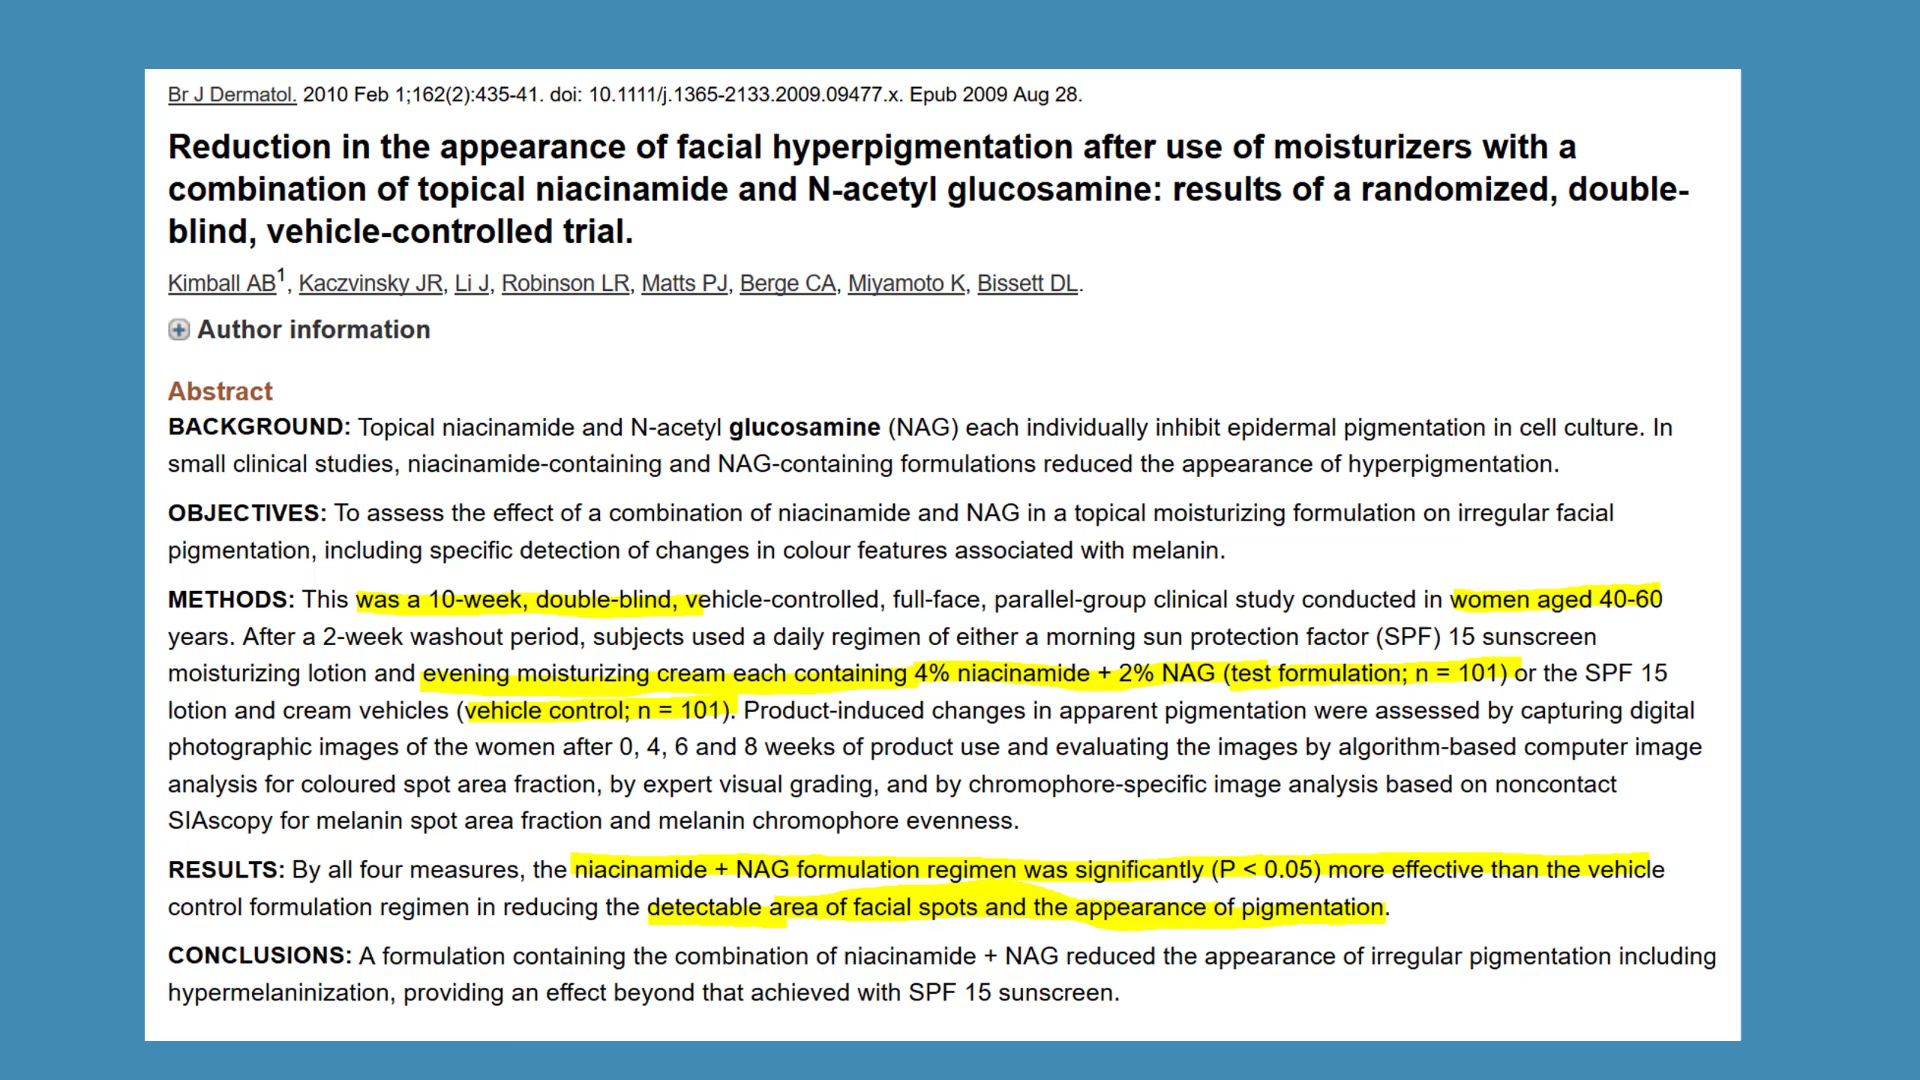 Br J Dermatol. 2010 Feb 1;162(2):435-41. doi: 10.1111/j.1365-2133.2009.09477.x. Epub 2009 Aug 28.
Reduction in the appearance of facial hyperpigmentation after use of moisturizers with a
combination of topical niacinamide and N-acetyl glucosamine: results of a randomized, double-
blind, vehicle-controlled trial.
Kimball AB1, Kaczvinsky JR, Li J, Robinson LR, Matts PJ, Berge CA, Miyamoto K, Bissett DL.
Author information
Abstract
BACKGROUND: Topical niacinamide and N-acetyl glucosamine (NAG) each individually inhibit epidermal pigmentation in cell culture. In
small clinical studies, niacinamide-containing and NAG-containing formulations reduced the appearance of hyperpigmentation.
OBJECTIVES: To assess the effect of a combination of niacinamide and NAG in a topical moisturizing formulation on irregular facial
pigmentation, including specific detection of changes in colour features associated with melanin.
METHODS: This was a 10-week, double-blind, vehicle-controlled, full-face, parallel-group clinical study conducted in women aged 40-60
years. After a 2-week washout period, subjects used a daily regimen of either a morning sun protection factor (SPF) 15 sunscreen
moisturizing lotion and evening moisturizing cream each containing 4% niacinamide + 2% NAG (test formulation; n = 101) or the SPF 15
lotion and cream vehicles (vehicle control; n = 101). Product-induced changes in apparent pigmentation were assessed by capturing digital
photographic images of the women after 0, 4, 6 and 8 weeks of product use and evaluating the images by algorithm-based computer image
analysis for coloured spot area fraction, by expert visual grading, and by chromophore-specific image analysis based on noncontact
SIAscopy for melanin spot area fraction and melanin chromophore evenness.
RESULTS: By all four measures, the niacinamide + NAG formulation regimen was significantly (P < 0.05) more effective than the vehicle
control formulation regimen in reducing the detectable area of facial spots and the appearance of pigmentation.
CONCLUSIONS: A formulation containing the combination of niacinamide + NAG reduced the appearance of irregular pigmentation including
hypermelaninization, providing an effect beyond that achieved with SPF 15 sunscreen.